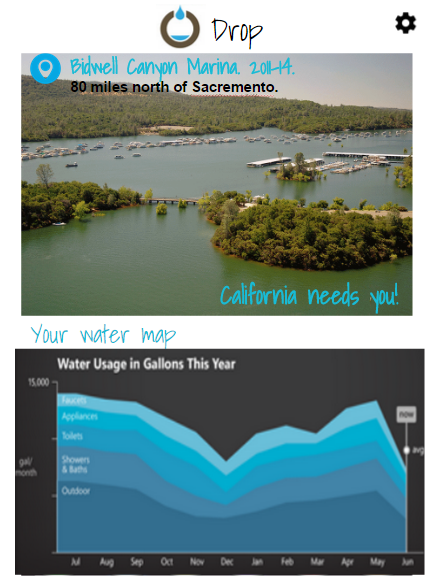 Drop
Bidwell Canyon Marina. 2011-14.
80 miles north of Sacremento.
California needs you!
Your water map
Water Usage in Gallons This Year
15,000
Faucets
Appliances
Toilets
Showers
& Baths
Outdoor
gal/
month
now
avg
Jul Aug Sep Oct Nov Dec Jan Feb Mar Apr May Jun